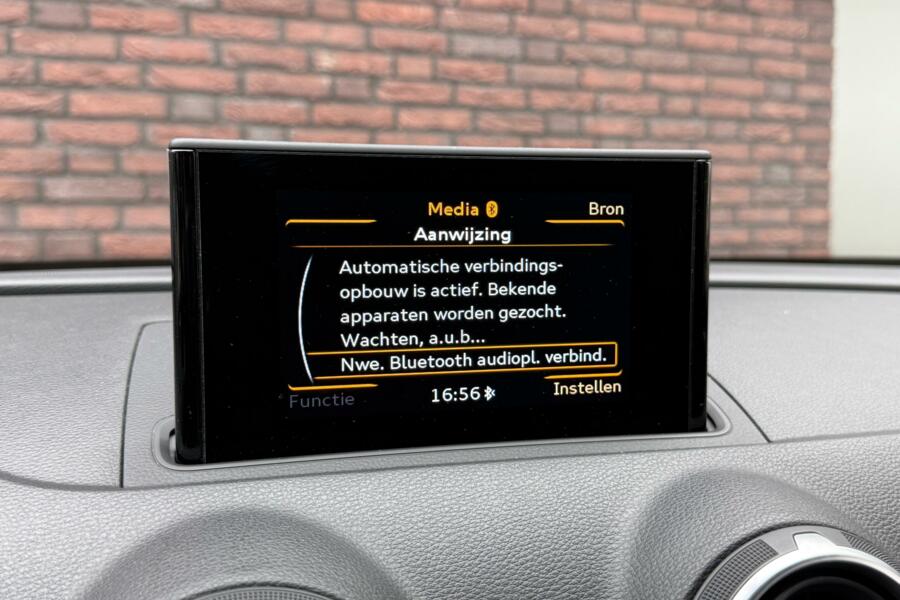 Media
Bron
Aanwijzing
Automatische verbindings-
opbouw is actief. Bekende
apparaten worden gezocht.
Wachten, a.u.b...
Nwe. Bluetooth audiopl. verbind.
Functie
16:56
Instellen